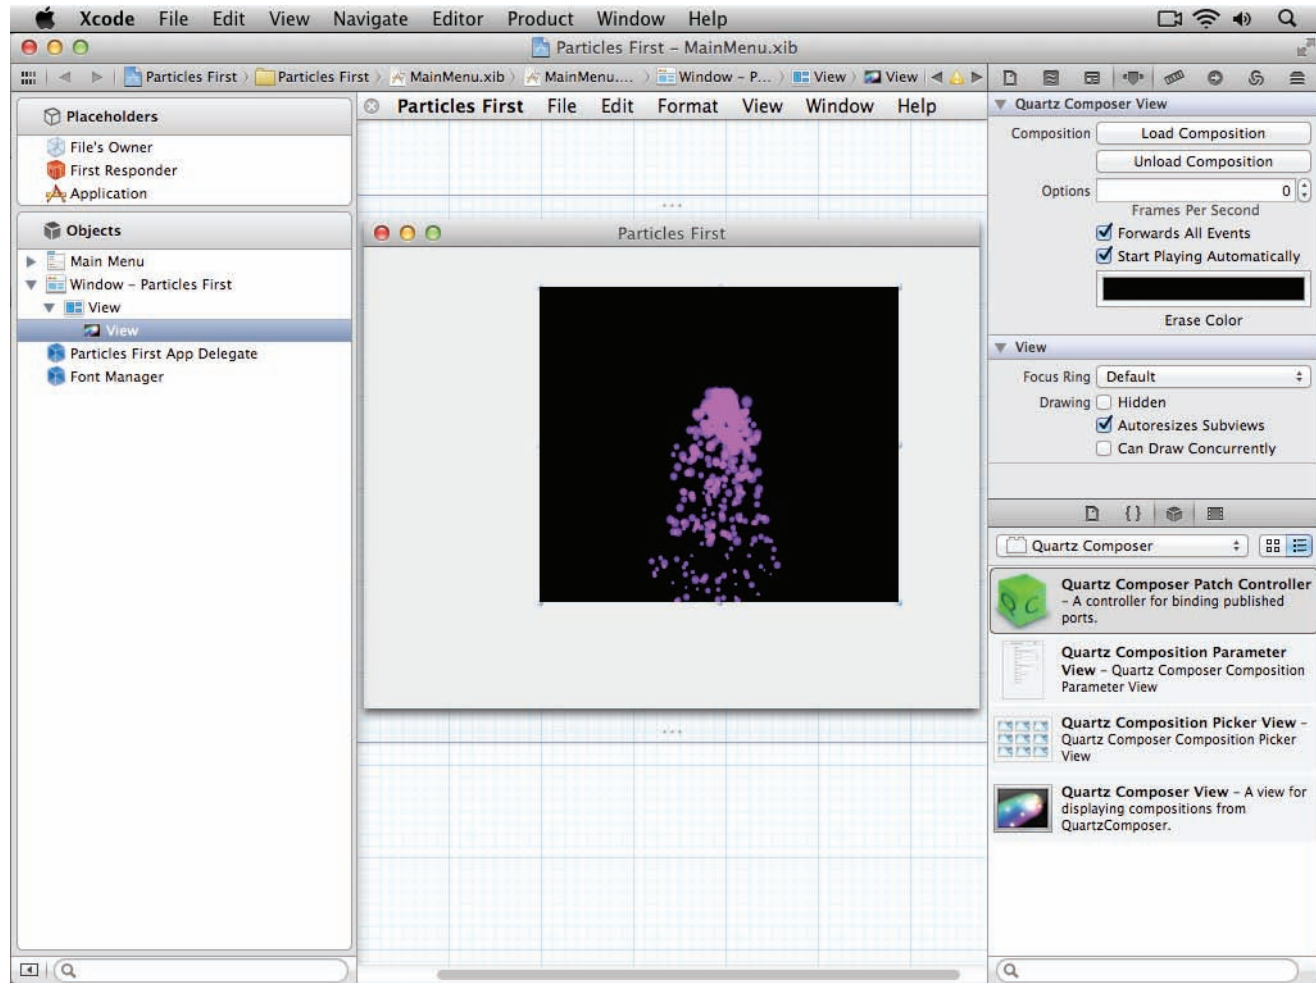 Xcode File Edit View Navigate Editor Product Window Help
Particles First – MainMenu.xib
Particles First Particles First MainMenu.xib MainMenu.... Window – P... View View
Placeholders
File's Owner
First Responder
Application
Objects
Main Menu
Window – Particles First
View
View
Particles First App Delegate
Font Manager
Particles First File Edit Format View Window Help
Particles First
Quartz Composer View
Composition Load Composition
Unload Composition
Options 0
Frames Per Second
Forwards All Events
Start Playing Automatically
Erase Color
View
Focus Ring Default
Drawing Hidden
Autoresizes Subviews
Can Draw Concurrently
{}
Quartz Composer
QC
Quartz Composer Patch Controller
– A controller for binding published
ports.
Quartz Composition Parameter
View – Quartz Composer Composition
Parameter View
Quartz Composition Picker View –
Quartz Composer Composition Picker
View
Quartz Composer View – A view for
displaying compositions from
QuartzComposer.